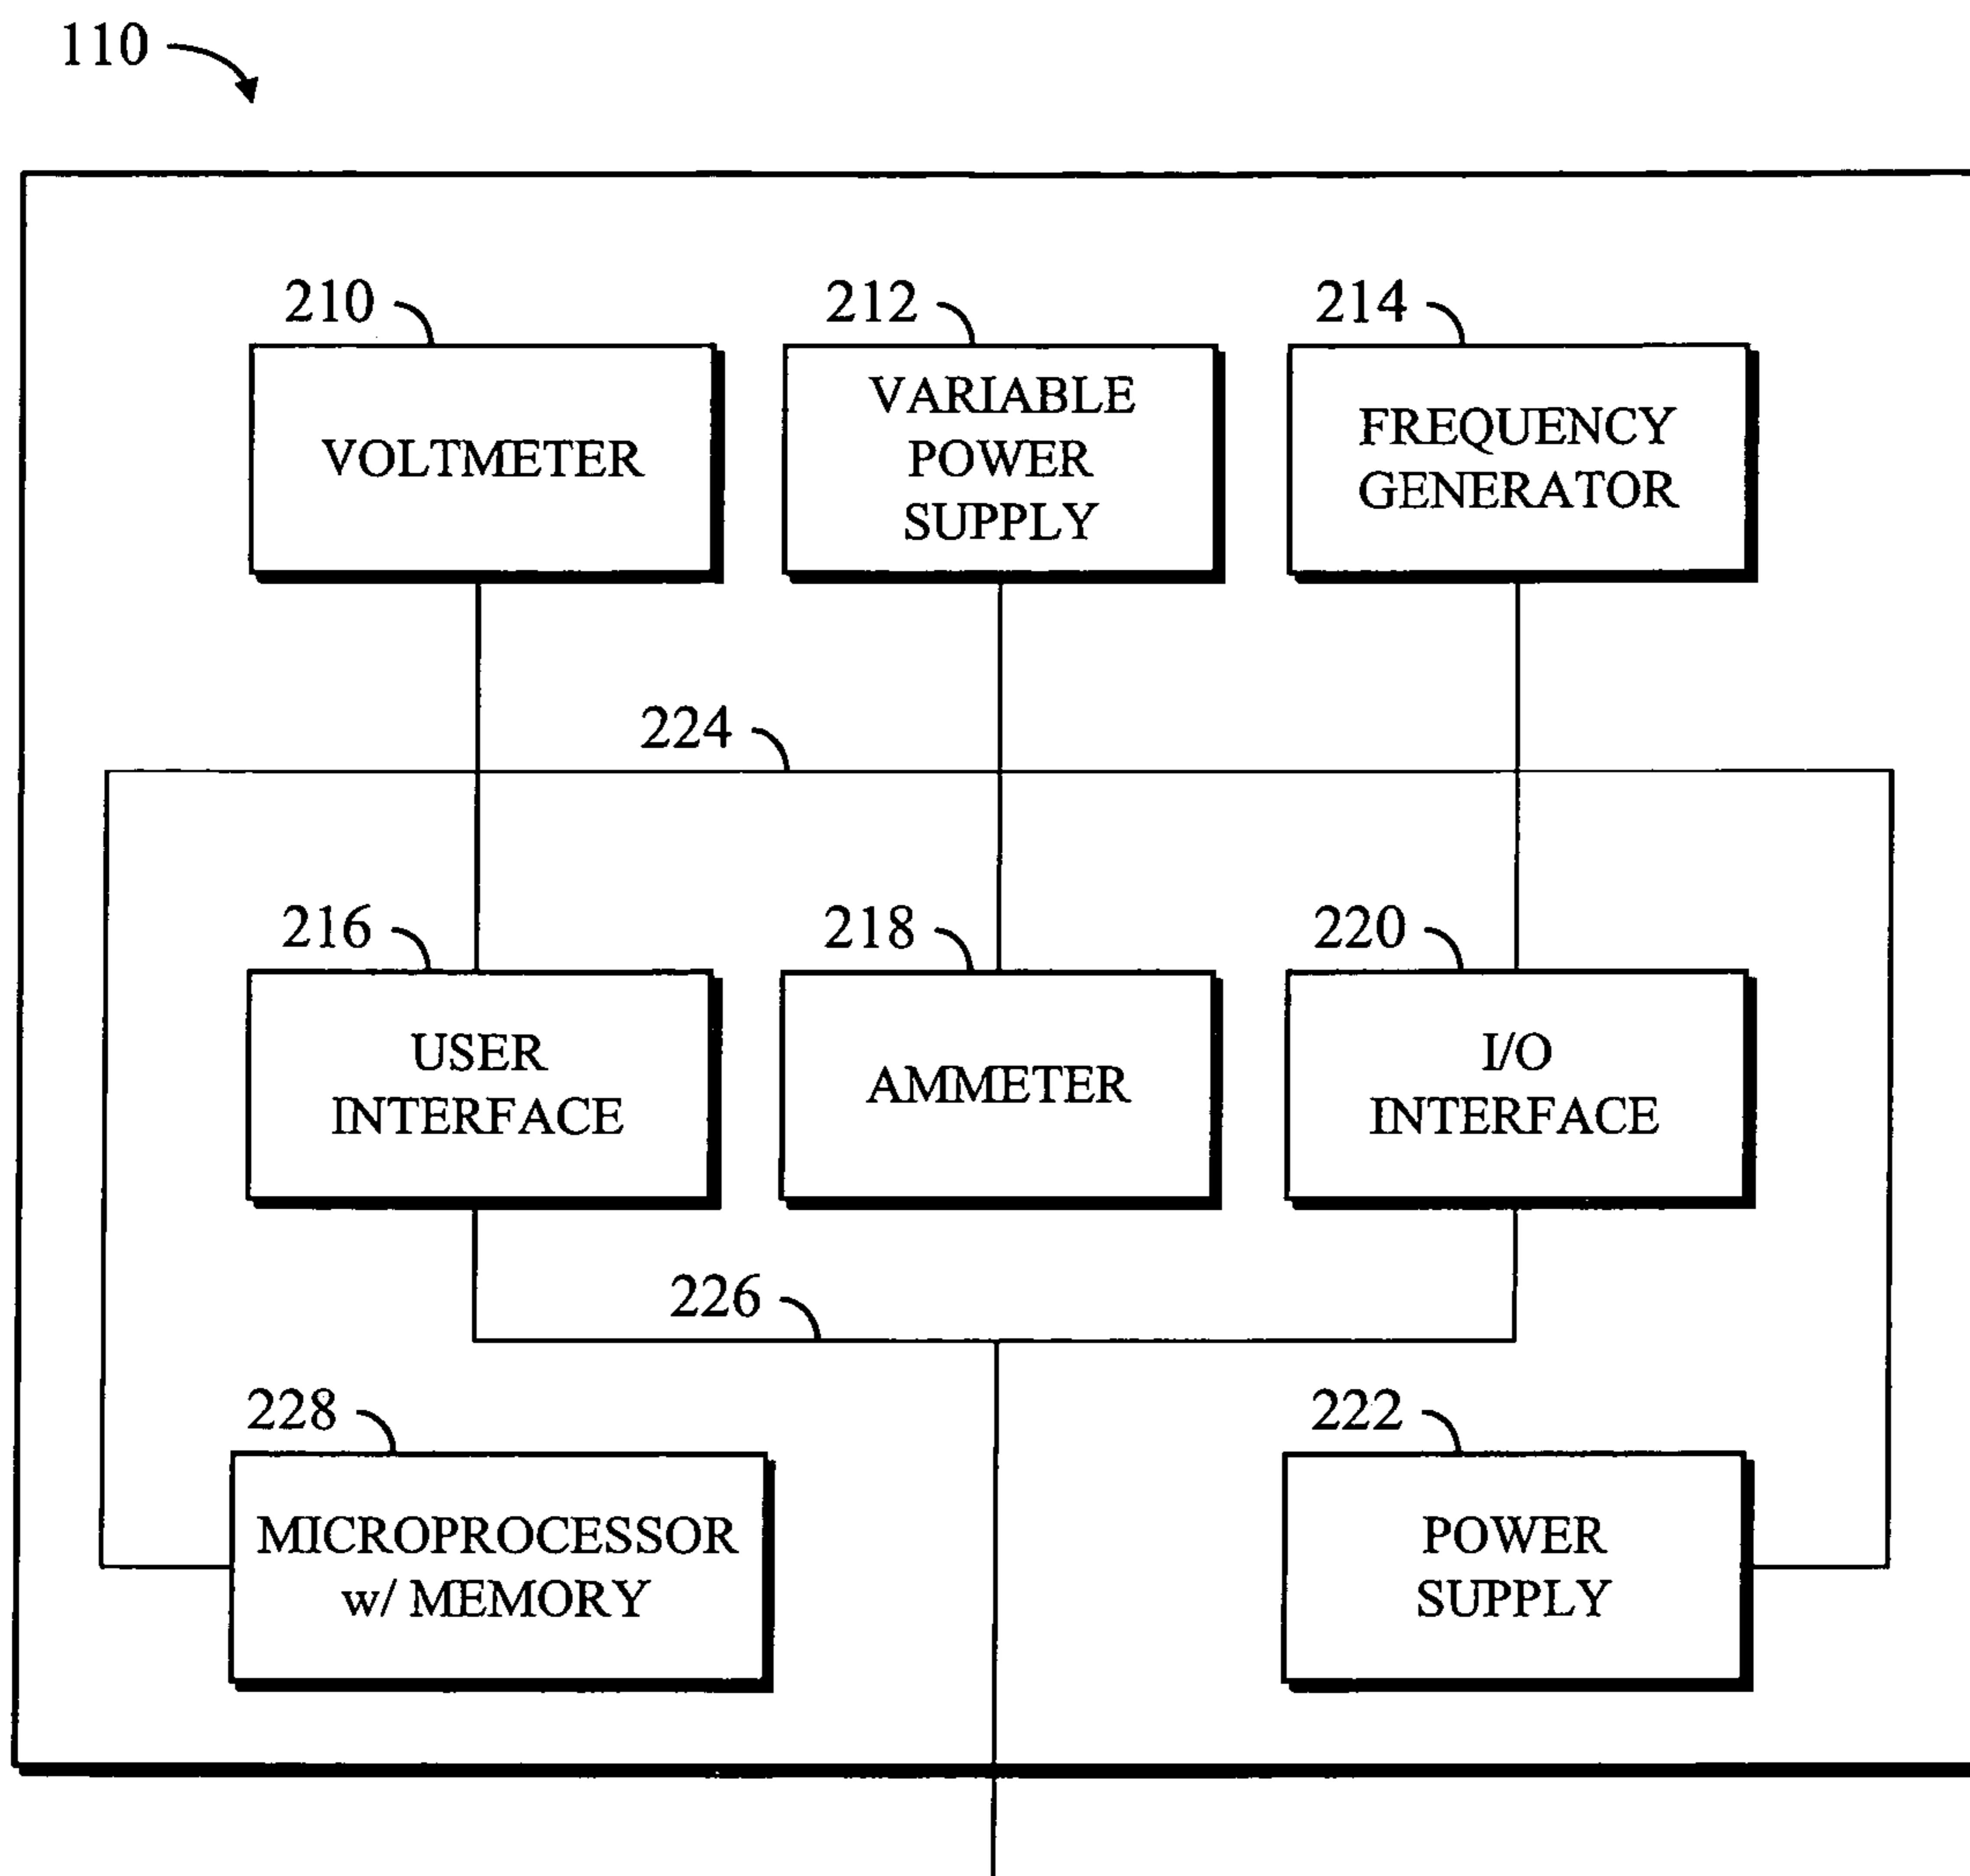 110
210
212
214
VOLTMETER
VARIABLE
POWER
SUPPLY
FREQUENCY
GENERATOR
224
216
218
220
USER
INTERFACE
AMMETER
I/O
INTERFACE
226
228
222
MICROPROCESSOR
w/ MEMORY
POWER
SUPPLY